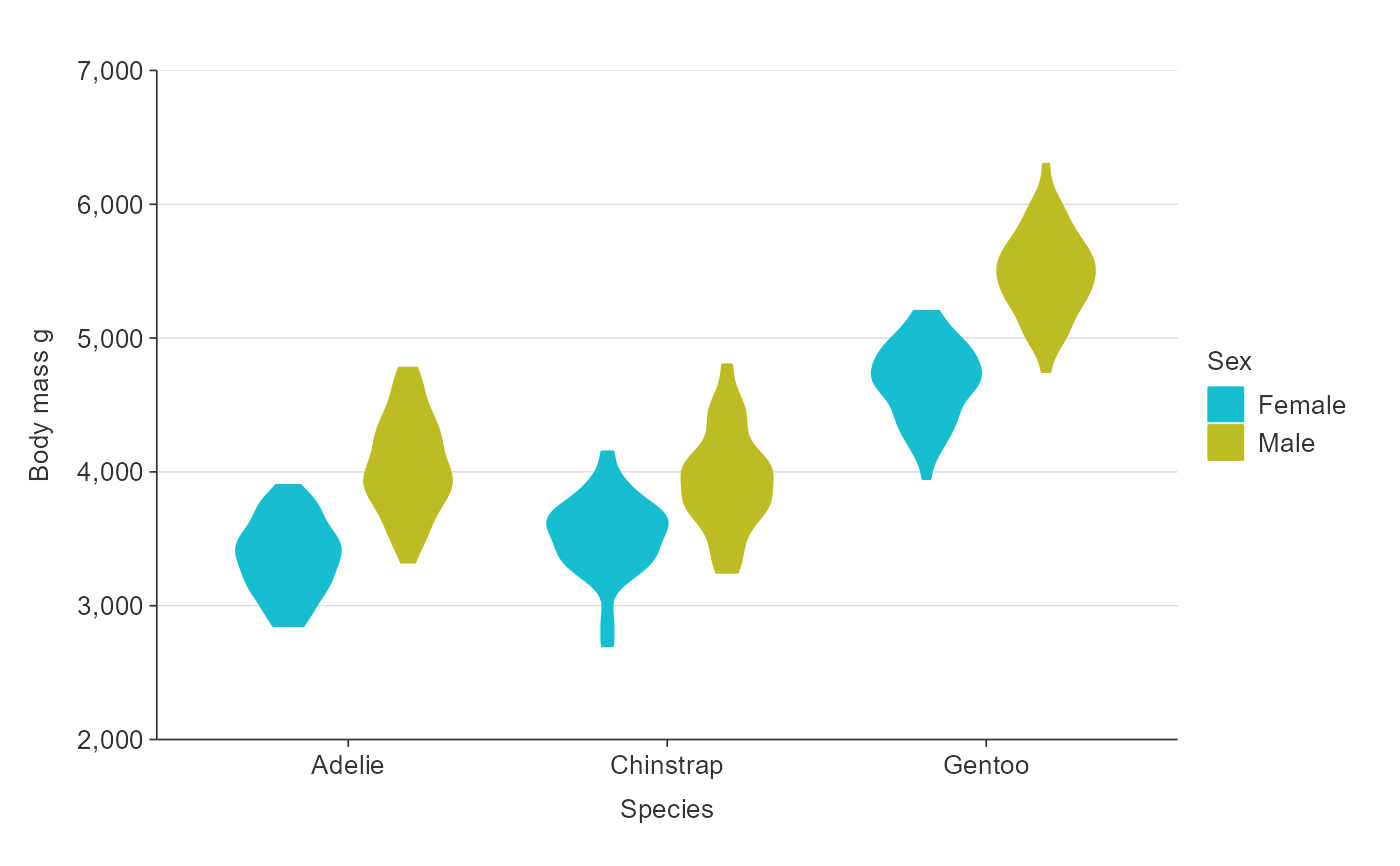 7,000
6,000
5,000
4,000
3,000
2,000
Body mass g
Adelie
Chinstrap
Gentoo
Species
Sex
Female
Male